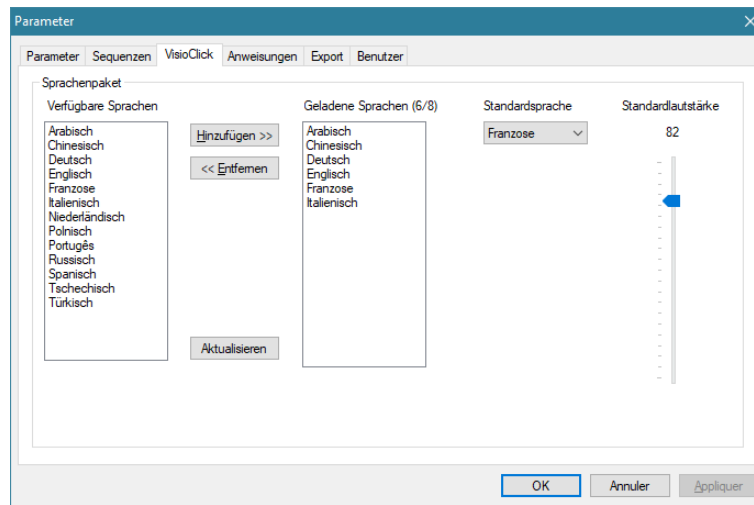 Parameter
Parameter Sequenzen VisioClick Anweisungen Export Benutzer
Sprachenpaket
Verfügbare Sprachen
Arabisch
Chinesisch
Deutsch
Englisch
Franzose
Italienisch
Niederländisch
Polnisch
Portugês
Russisch
Spanisch
Tschechisch
Türkisch
Hinzufügen >>
<< Entfernen
Aktualisieren
Geladene Sprachen (6/8)
Arabisch
Chinesisch
Deutsch
Englisch
Franzose
Italienisch
Standardsprache
Franzose
Standardlautstärke
82
OK Annuler Appliquer